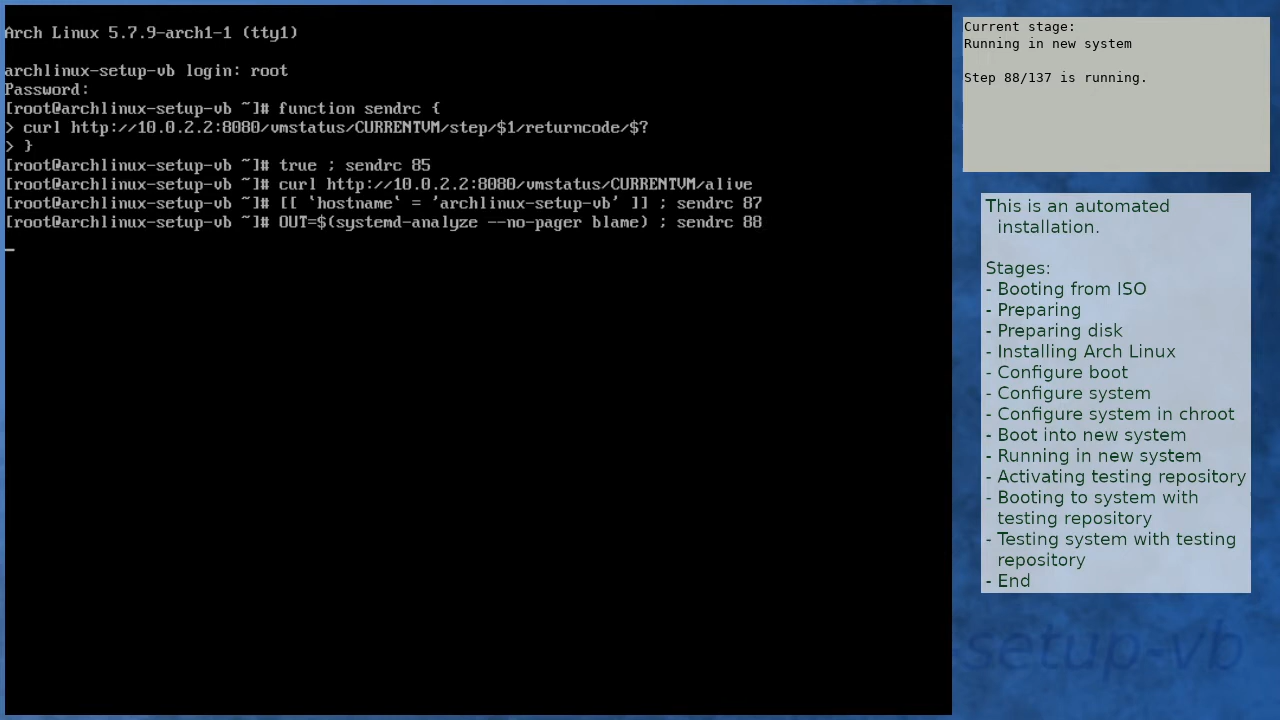 Arch Linux 5.7.9-arch1-1 (tty1)
archlinux-setup-vb login: root
Password:
[root@archlinux-setup-vb ~]# function sendrc {
> curl http://10.0.2.2:8080/vmstatus/CURRENTVM/step/$1/returncode/$?
> }
[root@archlinux-setup-vb ~]# true ; sendrc 85
[root@archlinux-setup-vb ~]# curl http://10.0.2.2:8080/vmstatus/CURRENTVM/alive
[root@archlinux-setup-vb ~]# [[ `hostname` = 'archlinux-setup-vb' ]] ; sendrc 87
[root@archlinux-setup-vb ~]# OUT=$(systemd-analyze --no-pager blame) ; sendrc 88
Current stage:
Running in new system
Step 88/137 is running.
This is an automated
installation.
Stages:
- Booting from ISO
- Preparing
- Preparing disk
- Installing Arch Linux
- Configure boot
- Configure system
- Configure system in chroot
- Boot into new system
- Running in new system
- Activating testing repository
- Booting to system with
testing repository
- Testing system with testing
repository
- End
setup-vb